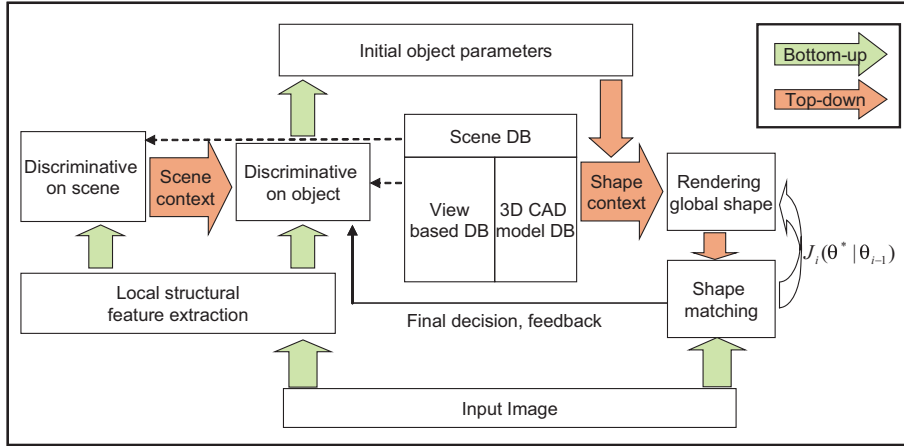 Initial object parameters
Bottom-up
Top-down
Scene DB
Discriminative
on scene
Scene
context
Discriminative
on object
View
based DB
3D CAD
model DB
Shape
context
Rendering
global shape
J_i(θ* | θ_{i−1})
Local structural
feature extraction
Shape
matching
Final decision, feedback
Input Image